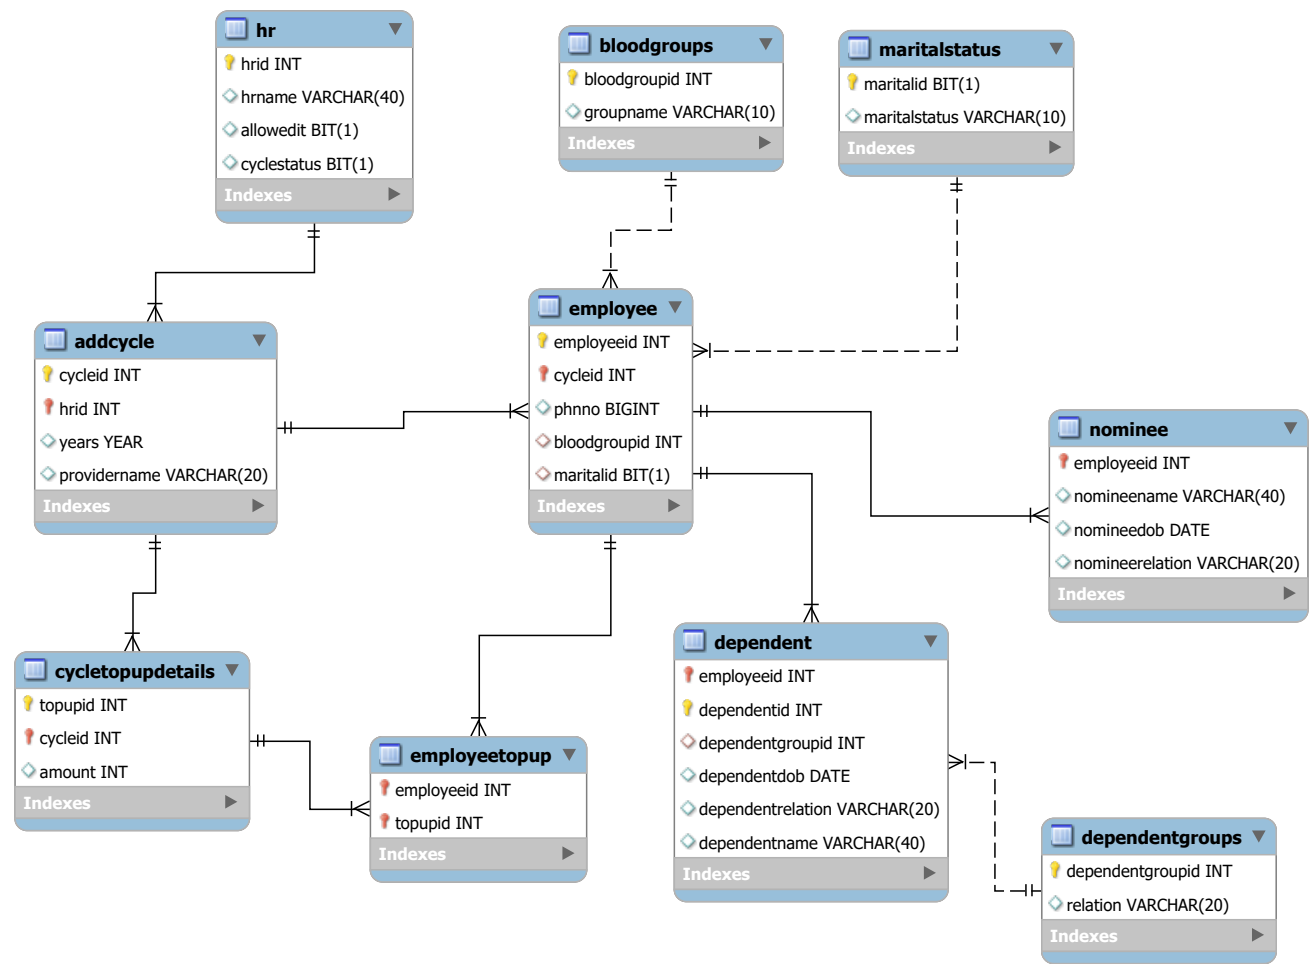 hr
hrid INT
hrname VARCHAR(40)
allowedit BIT(1)
cyclestatus BIT(1)
Indexes
bloodgroups
bloodgroupid INT
groupname VARCHAR(10)
Indexes
maritalstatus
maritalid BIT(1)
maritalstatus VARCHAR(10)
Indexes
addcycle
cycleid INT
hrid INT
years YEAR
providername VARCHAR(20)
Indexes
employee
employeeid INT
cycleid INT
phnno BIGINT
bloodgroupid INT
maritalid BIT(1)
Indexes
nominee
employeeid INT
nomineename VARCHAR(40)
nomineedob DATE
nomineerelation VARCHAR(20)
Indexes
cycletopupdetails
topupid INT
cycleid INT
amount INT
Indexes
employeetopup
employeeid INT
topupid INT
Indexes
dependent
employeeid INT
dependentid INT
dependentgroupid INT
dependentdob DATE
dependentrelation VARCHAR(20)
dependentname VARCHAR(40)
Indexes
dependentgroups
dependentgroupid INT
relation VARCHAR(20)
Indexes